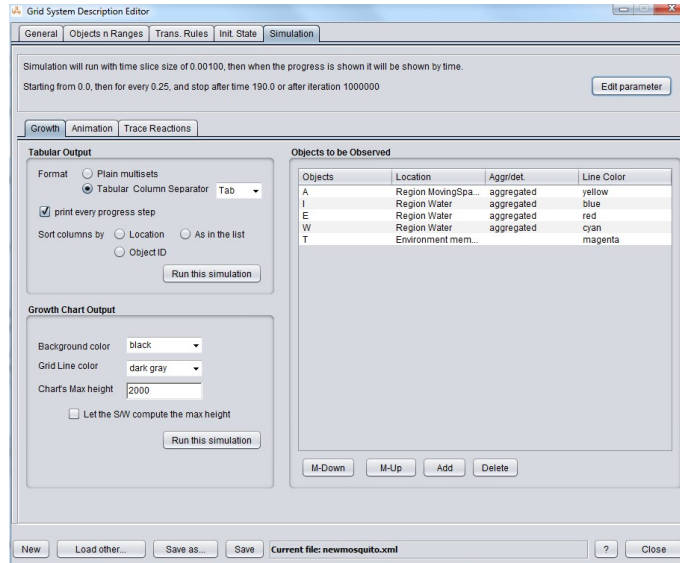 Grid System Description Editor
General
Objects n Ranges
Trans. Rules
Init. State
Simulation
Simulation will run with time slice size of 0.00100, then when the progress is shown it will be shown by time.
Starting from 0.0, then for every 0.25, and stop after time 190.0 or after iteration 1000000
Edit parameter
Growth
Animation
Trace Reactions
Tabular Output
Format
Plain multisets
Tabular Column Separator
Tab
print every progress step
Sort columns by
Location
As in the list
Object ID
Run this simulation
Growth Chart Output
Background color
black
Grid Line color
dark gray
Chart's Max height
2000
Let the S/W compute the max height
Run this simulation
Objects to be Observed
Objects Location Aggr/det. Line Color
A Region MovingSpa... aggregated yellow
I Region Water aggregated blue
E Region Water aggregated red
W Region Water aggregated cyan
T Environment mem... magenta
M-Down
M-Up
Add
Delete
New
Load other...
Save as...
Save
Current file: newmosquito.xml
?
Close